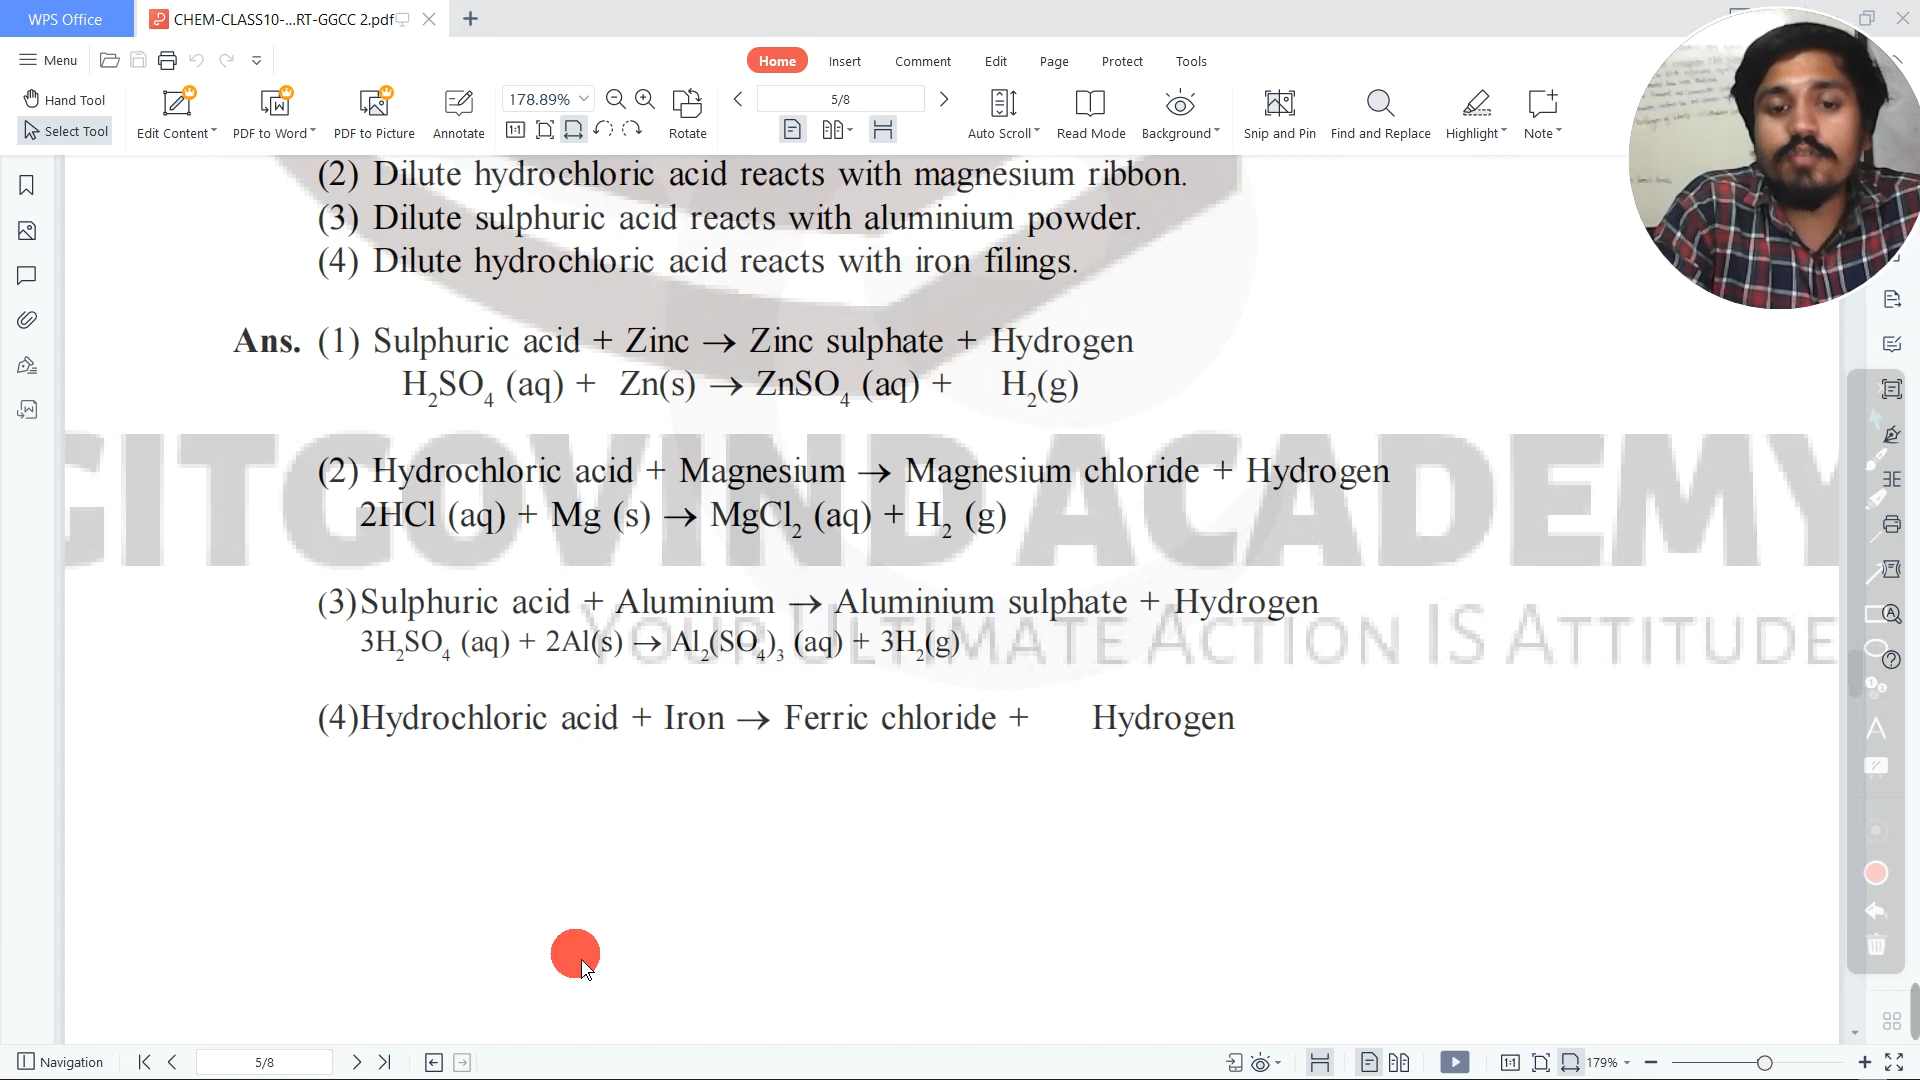 WPS Office
CHEM-CLASS10-...RT-GGCC 2.pdf
Menu
Home Insert Comment Edit Page Protect Tools
Hand Tool
Select Tool
Edit Content
PDF to Word
PDF to Picture
Annotate
178.89%
1:1
Rotate
5/8
Auto Scroll
Read Mode
Background
Snip and Pin
Find and Replace
Highlight
Note
(2) Dilute hydrochloric acid reacts with magnesium ribbon.
(3) Dilute sulphuric acid reacts with aluminium powder.
(4) Dilute hydrochloric acid reacts with iron filings.
Ans. (1) Sulphuric acid + Zinc → Zinc sulphate + Hydrogen
H₂SO₄ (aq) + Zn(s) → ZnSO₄ (aq) + H₂(g)
GITGOVIND ACADEMY
(2) Hydrochloric acid + Magnesium → Magnesium chloride + Hydrogen
2HCl (aq) + Mg (s) → MgCl₂ (aq) + H₂ (g)
(3)Sulphuric acid + Aluminium → Aluminium sulphate + Hydrogen
YOUR ULTIMATE ACTION IS ATTITUDE
3H₂SO₄ (aq) + 2Al(s) → Al₂(SO₄)₃ (aq) + 3H₂(g)
(4)Hydrochloric acid + Iron → Ferric chloride + Hydrogen
Navigation
5/8
1:1
179%